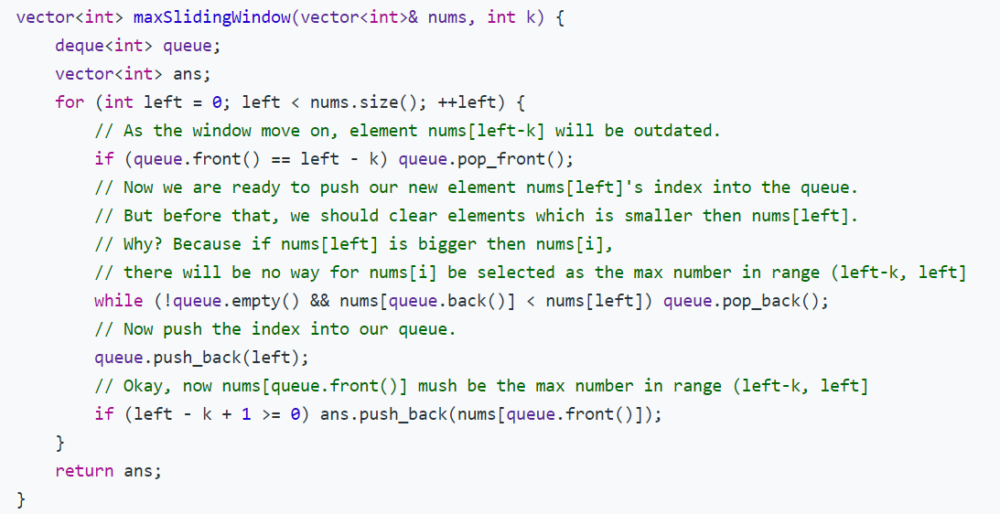 vector<int> maxSlidingWindow(vector<int>& nums, int k) {
    deque<int> queue;
    vector<int> ans;
    for (int left = 0; left < nums.size(); ++left) {
        // As the window move on, element nums[left-k] will be outdated.
        if (queue.front() == left - k) queue.pop_front();
        // Now we are ready to push our new element nums[left]'s index into the queue.
        // But before that, we should clear elements which is smaller then nums[left].
        // Why? Because if nums[left] is bigger then nums[i],
        // there will be no way for nums[i] be selected as the max number in range (left-k, left]
        while (!queue.empty() && nums[queue.back()] < nums[left]) queue.pop_back();
        // Now push the index into our queue.
        queue.push_back(left);
        // Okay, now nums[queue.front()] mush be the max number in range (left-k, left]
        if (left - k + 1 >= 0) ans.push_back(nums[queue.front()]);
    }
    return ans;
}